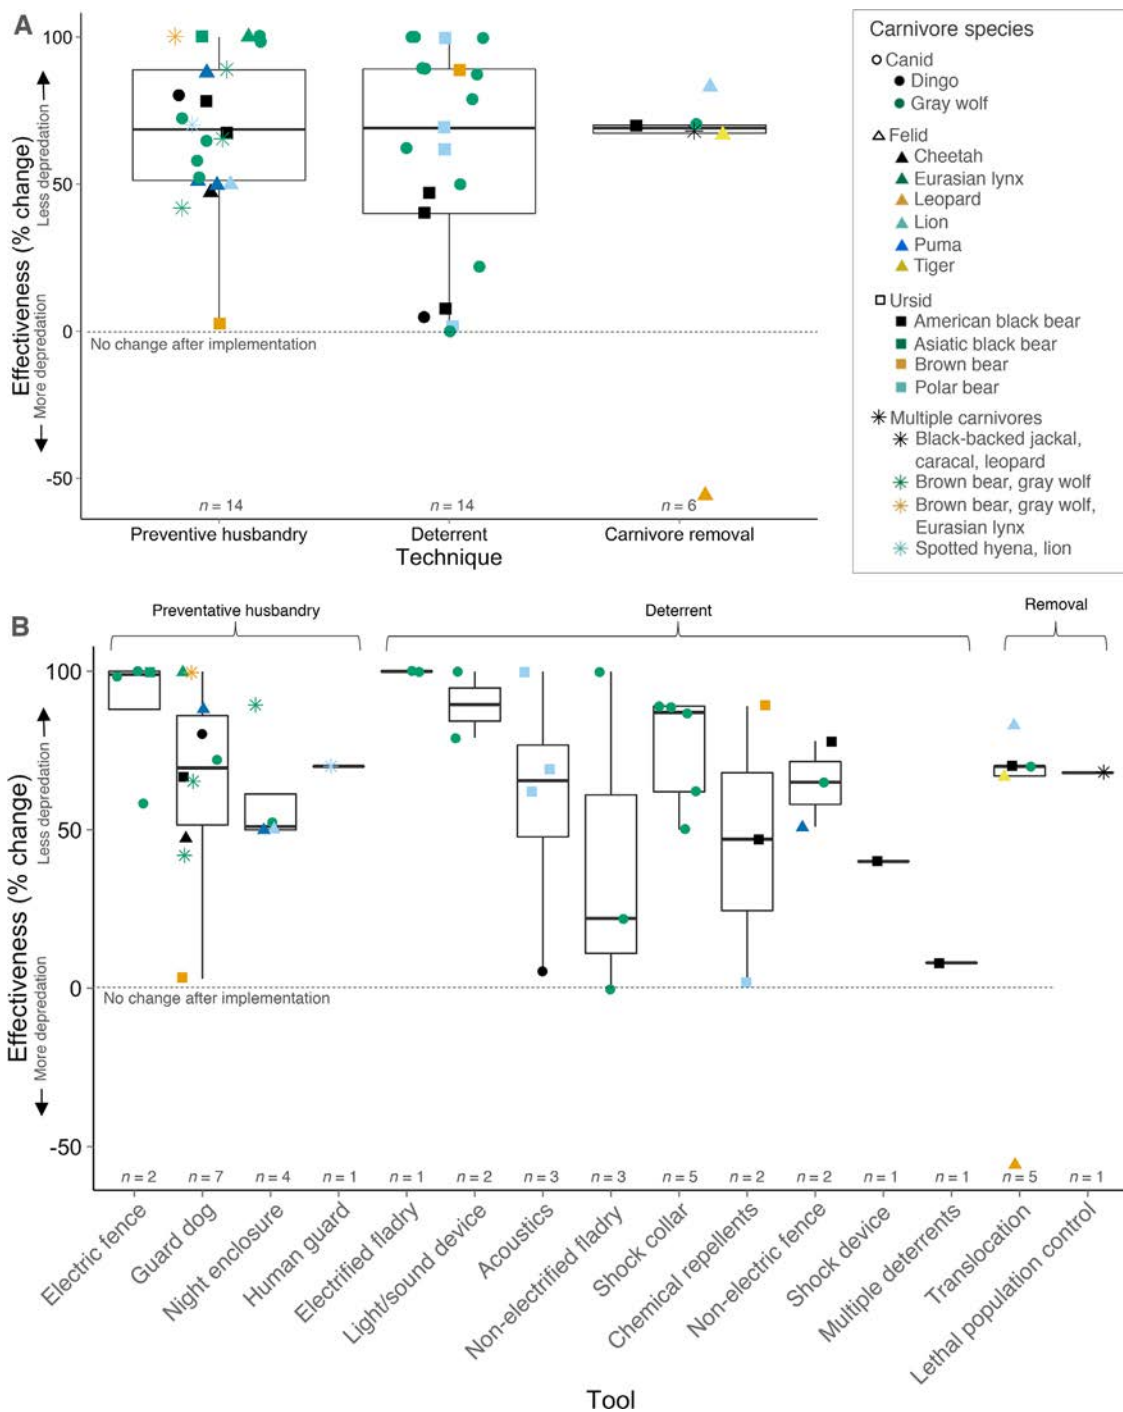 A
Effectiveness (% change)
More depredation
Less depredation
100
50
0
-50
No change after implementation
n = 14
n = 14
n = 6
Preventive husbandry
Deterrent
Carnivore removal
Technique
Carnivore species
Canid
Dingo
Gray wolf
Felid
Cheetah
Eurasian lynx
Leopard
Lion
Puma
Tiger
Ursid
American black bear
Asiatic black bear
Brown bear
Polar bear
Multiple carnivores
Black-backed jackal,
caracal, leopard
Brown bear, gray wolf
Brown bear, gray wolf,
Eurasian lynx
Spotted hyena, lion
B
Preventative husbandry
Deterrent
Removal
Effectiveness (% change)
More depredation
Less depredation
100
50
0
-50
No change after implementation
n = 2
n = 7
n = 4
n = 1
n = 1
n = 2
n = 3
n = 3
n = 5
n = 2
n = 2
n = 1
n = 1
n = 5
n = 1
Electric fence
Guard dog
Night enclosure
Human guard
Electrified fladry
Light/sound device
Acoustics
Non-electrified fladry
Shock collar
Chemical repellents
Non-electric fence
Shock device
Multiple deterrents
Translocation
Lethal population control
Tool